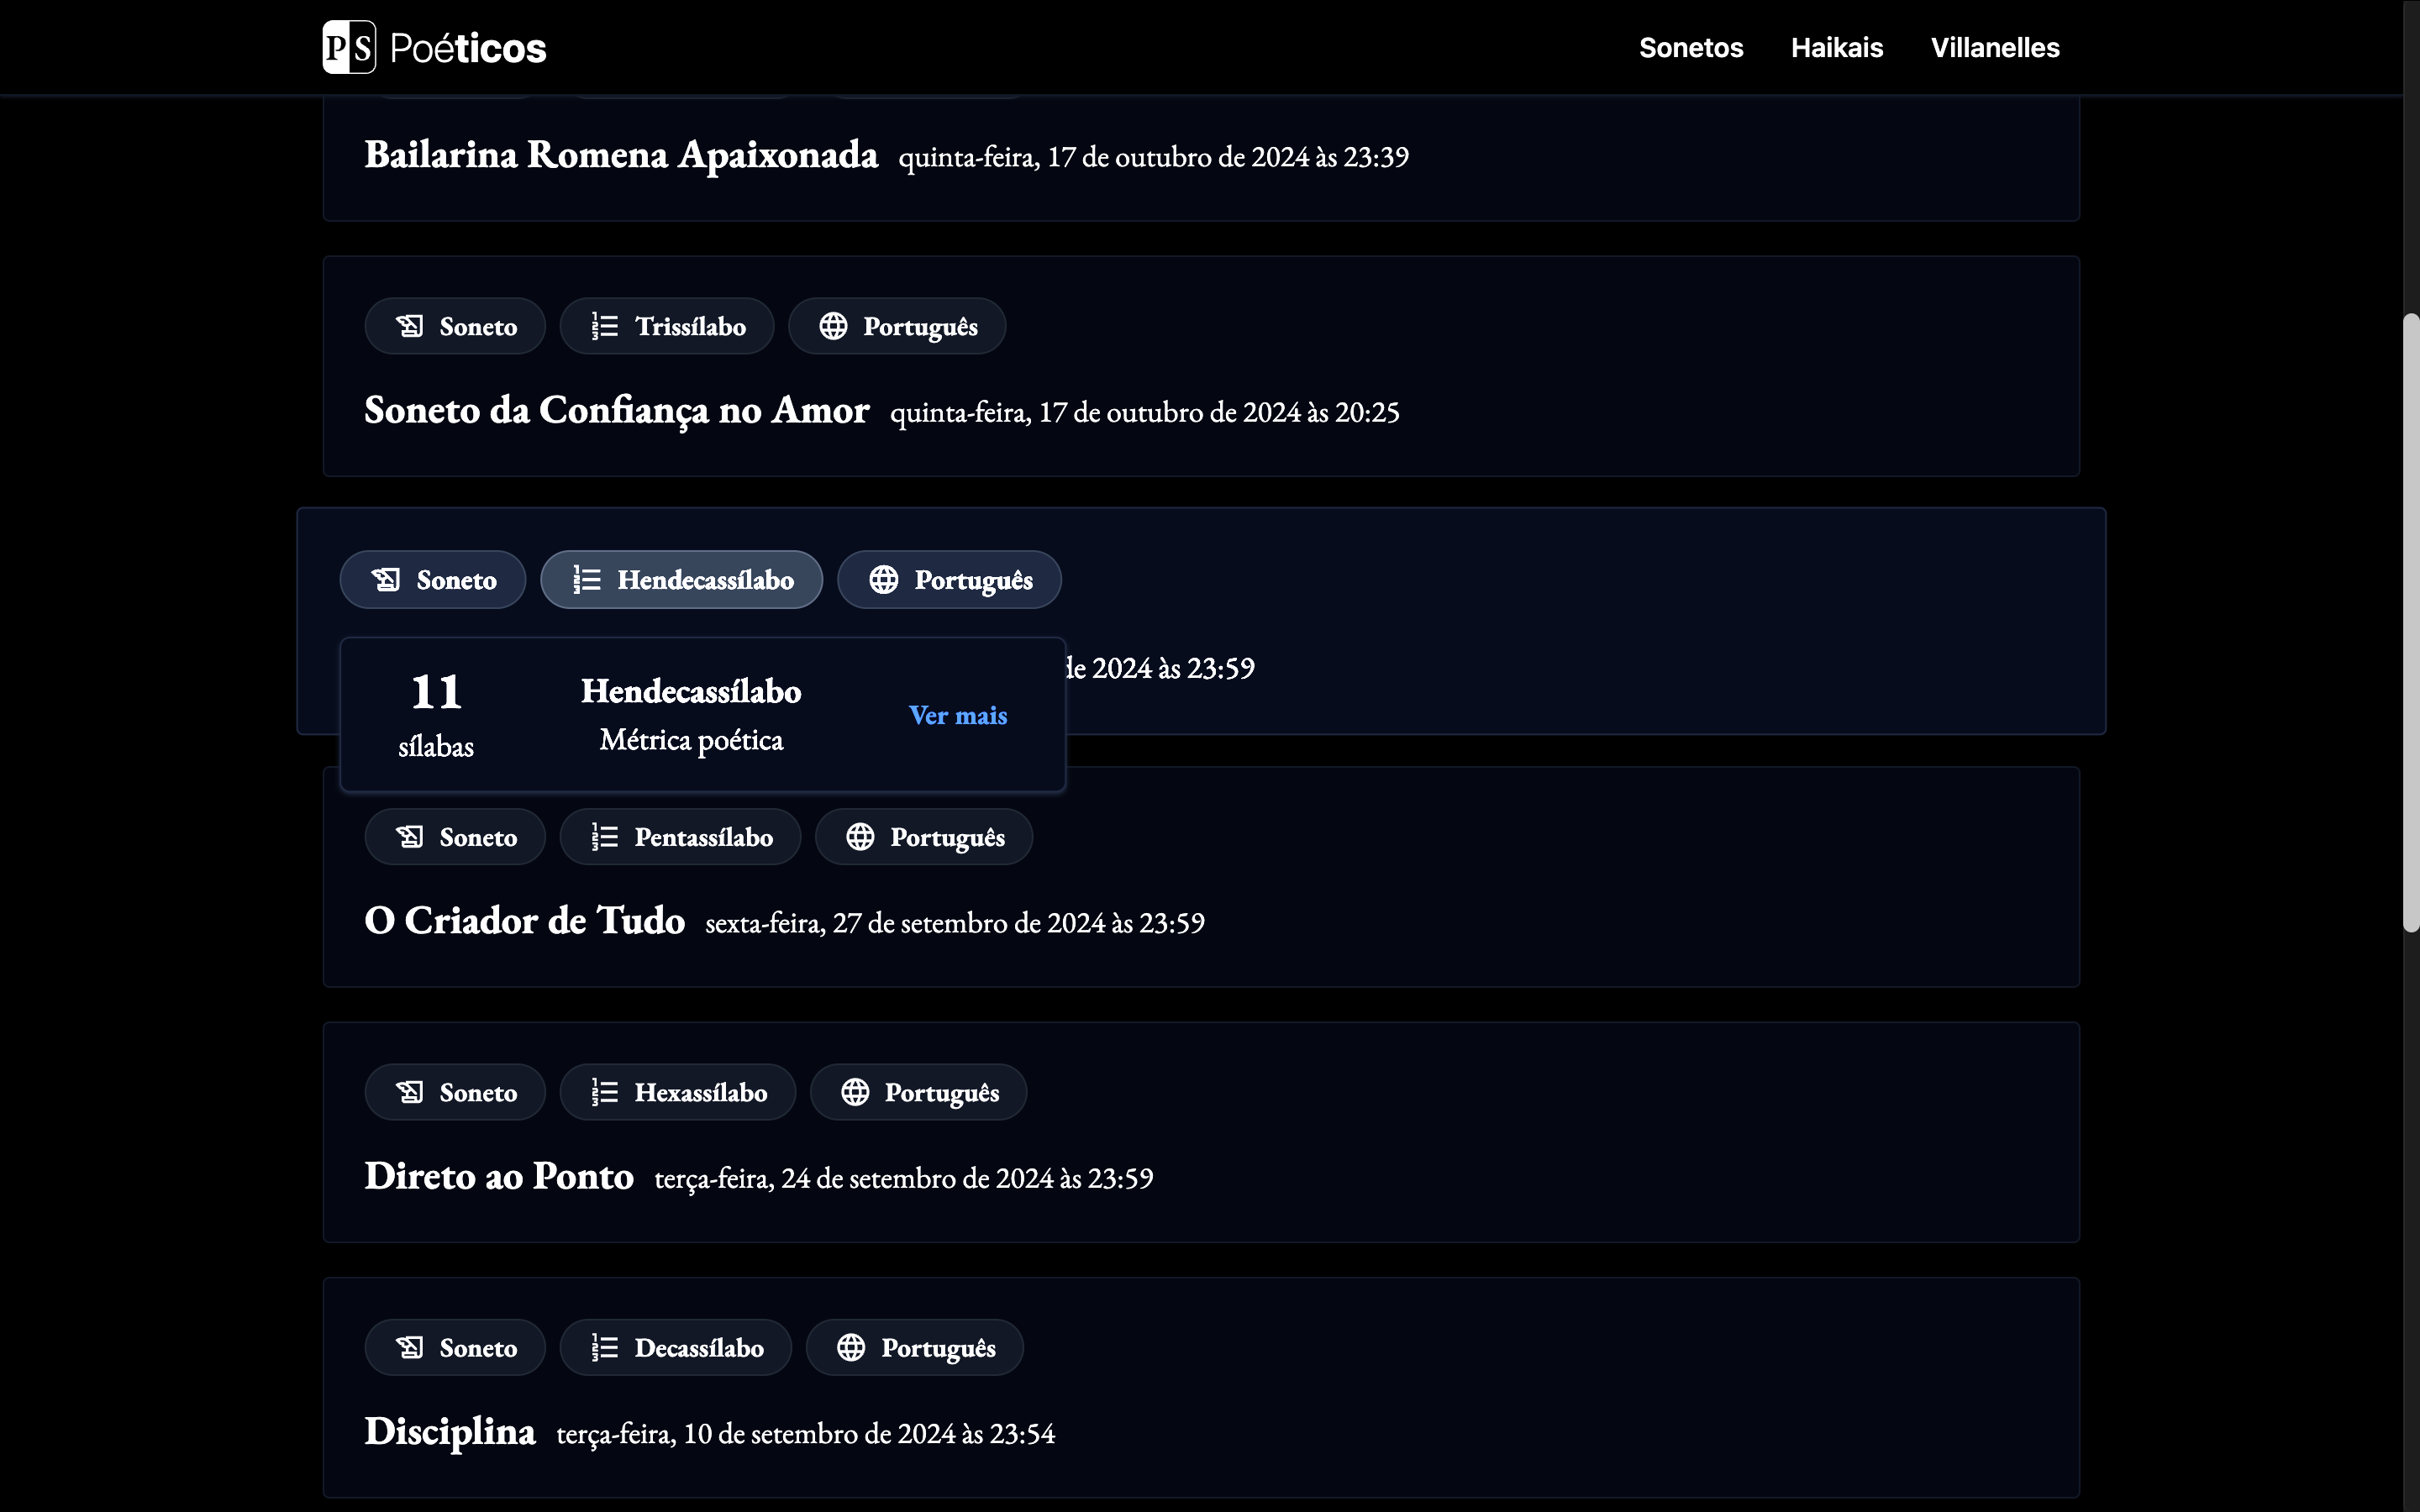 PS Poéticos Sonetos Haikais Villanelles
Bailarina Romena Apaixonada quinta-feira, 17 de outubro de 2024 às 23:39
Soneto Trissílabo Português
Soneto da Confiança no Amor quinta-feira, 17 de outubro de 2024 às 20:25
Soneto Hendecassílabo Português
de 2024 às 23:59
11 Hendecassílabo Ver mais
sílabas Métrica poética
Soneto Pentassílabo Português
O Criador de Tudo sexta-feira, 27 de setembro de 2024 às 23:59
Soneto Hexassílabo Português
Direto ao Ponto terça-feira, 24 de setembro de 2024 às 23:59
Soneto Decassílabo Português
Disciplina terça-feira, 10 de setembro de 2024 às 23:54